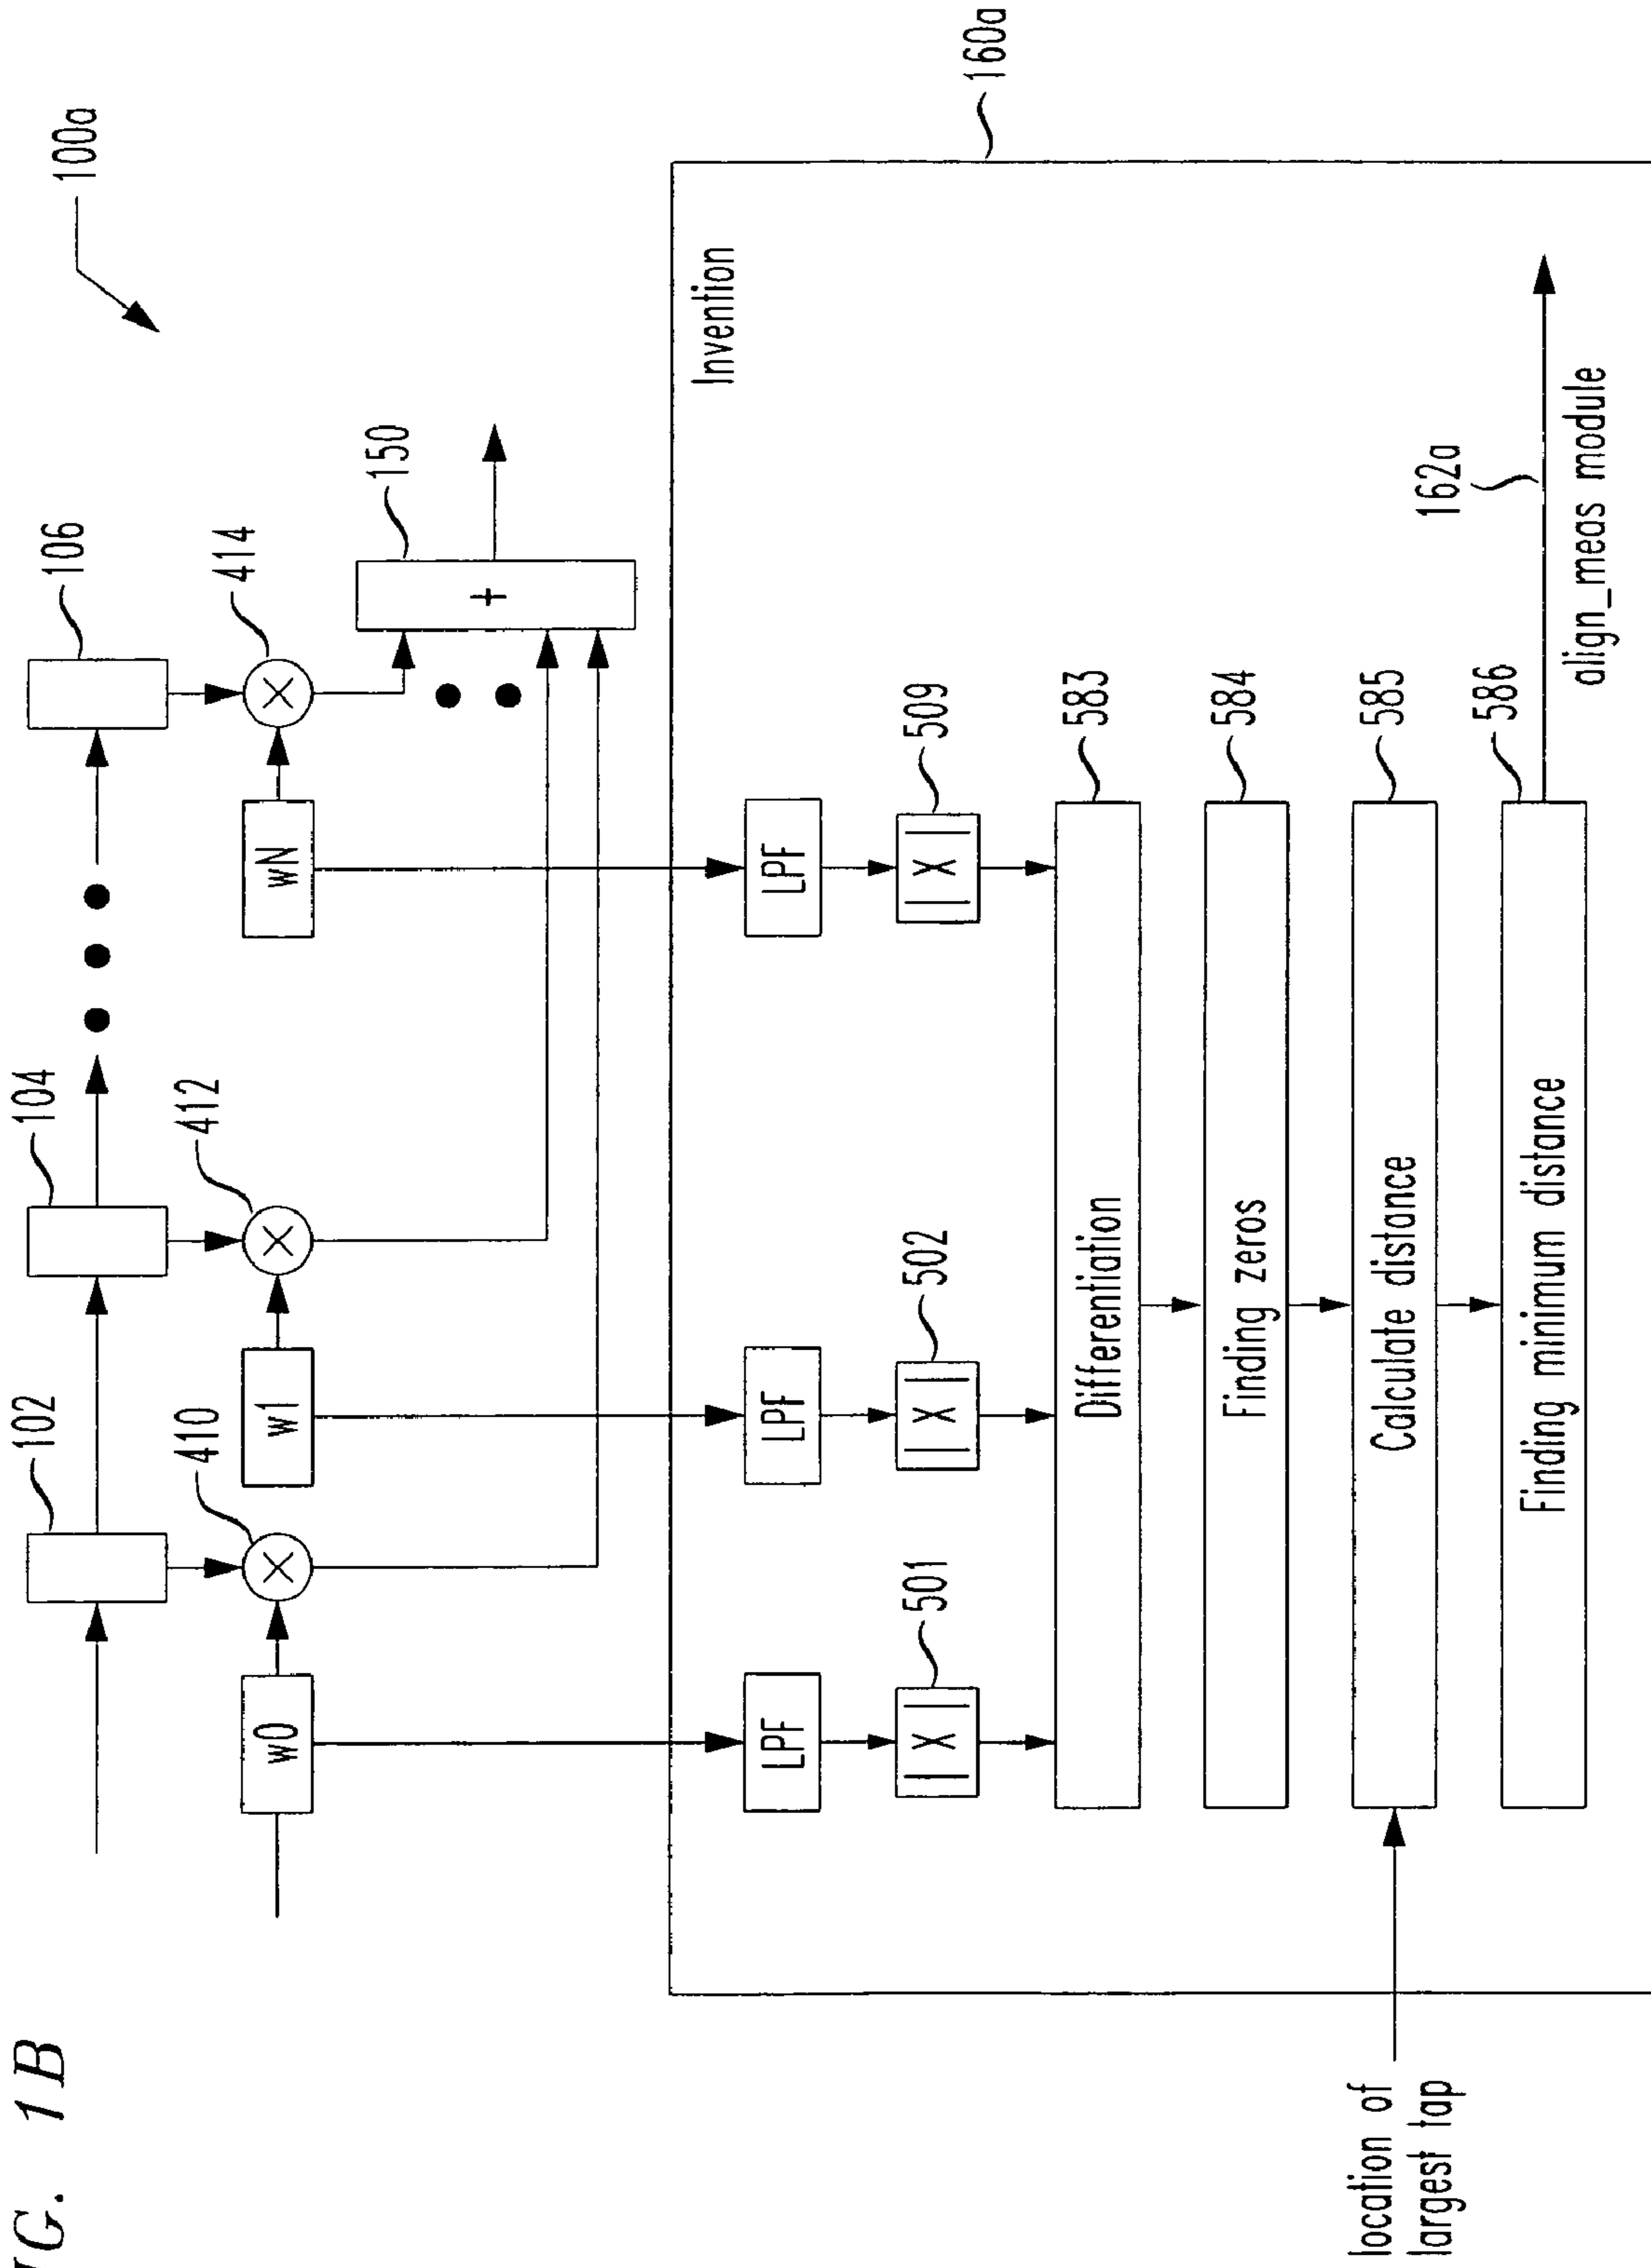 IG. 1B
100a
102
104
106
410
412
414
150
w0
w1
wN
+
Invention
160a
LPF
LPF
LPF
501
502
509
|X|
|X|
|X|
Differentiation
583
Finding zeros
584
location of
largest tap
Calculate distance
585
Finding minimum distance
586
162a
align_meas module